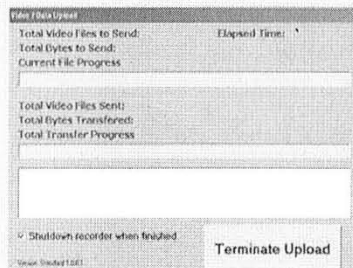 Video / Data Upload
Total Video Files to Send: Elapsed Time:
Total Bytes to Send:
Current File Progress
Total Video Files Sent:
Total Bytes Transfered:
Total Transfer Progress
Shutdown recorder when finished
Terminate Upload